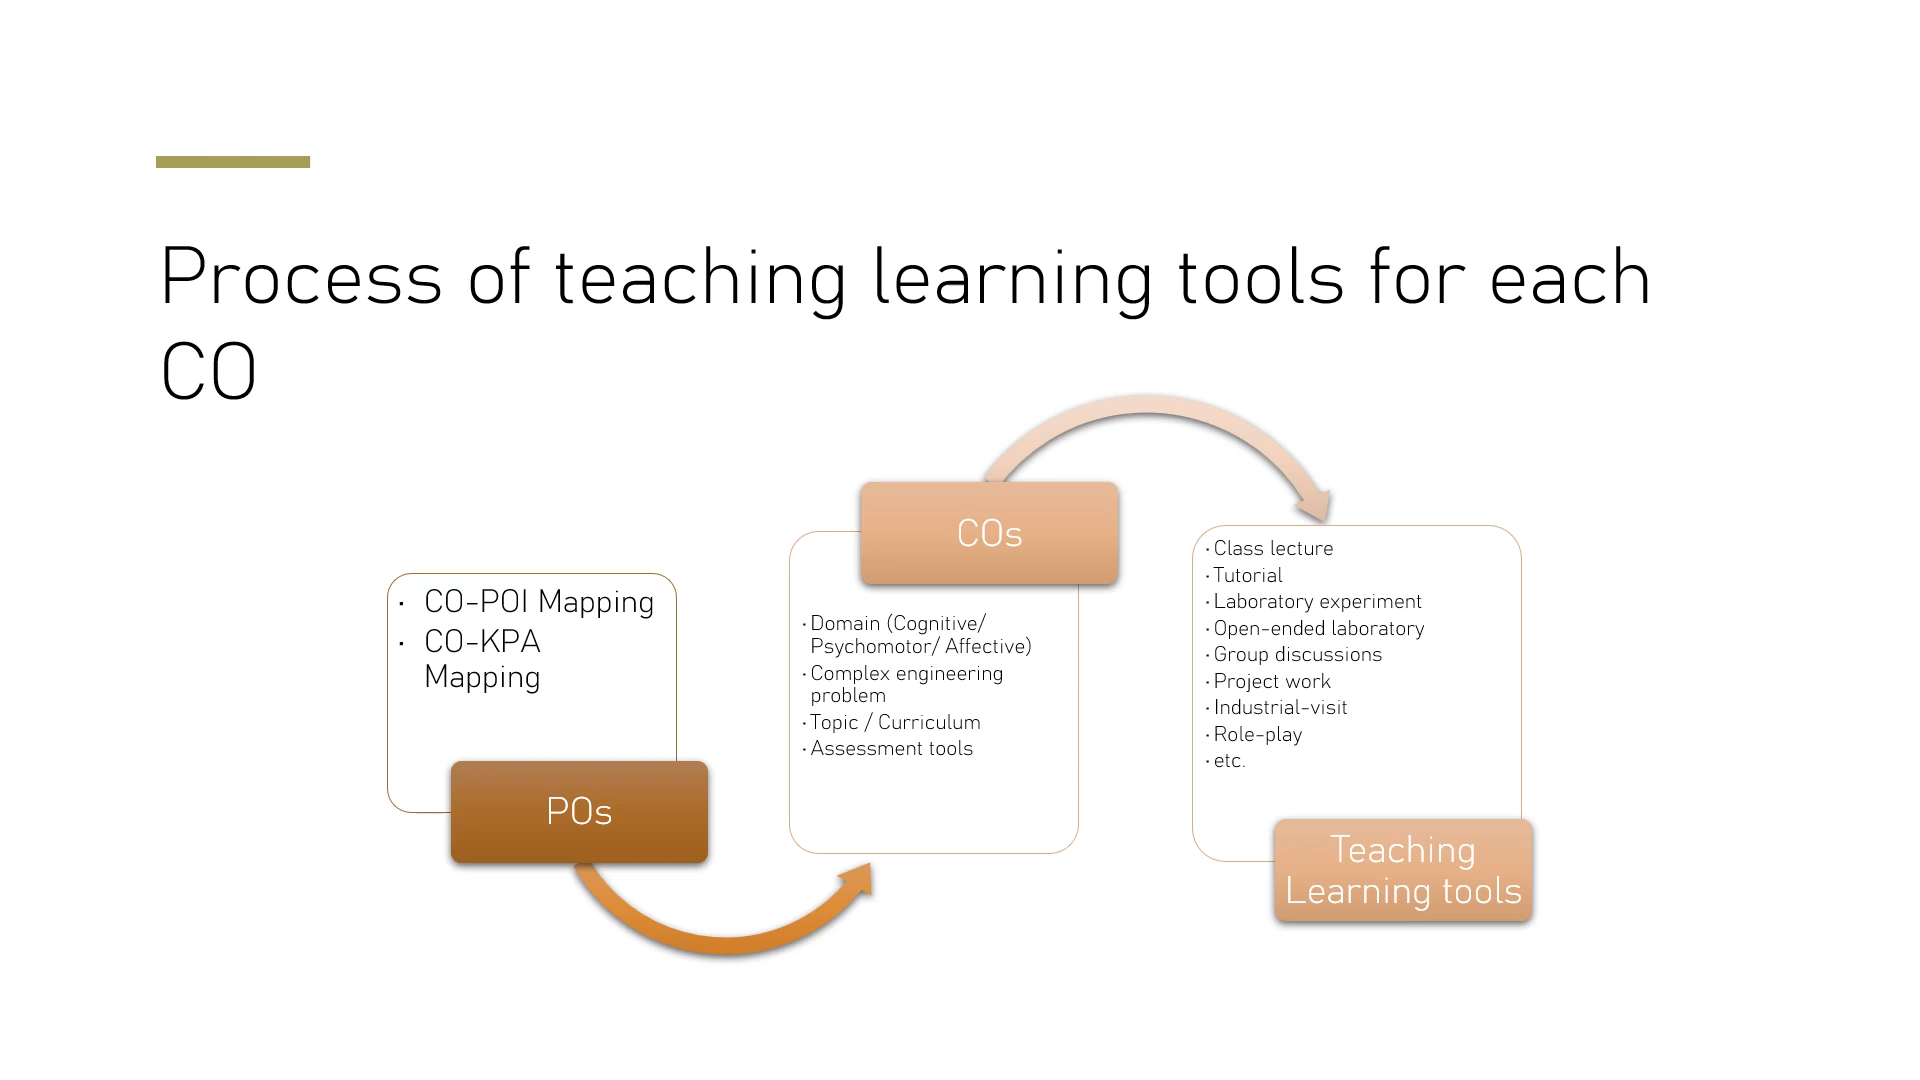 Process of teaching learning tools for each
CO
· CO-POI Mapping
· CO-KPA
Mapping
POs
COs
· Domain (Cognitive/
Psychomotor/ Affective)
· Complex engineering
problem
· Topic / Curriculum
· Assessment tools
· Class lecture
· Tutorial
· Laboratory experiment
· Open-ended laboratory
· Group discussions
· Project work
· Industrial-visit
· Role-play
· etc.
Teaching
Learning tools